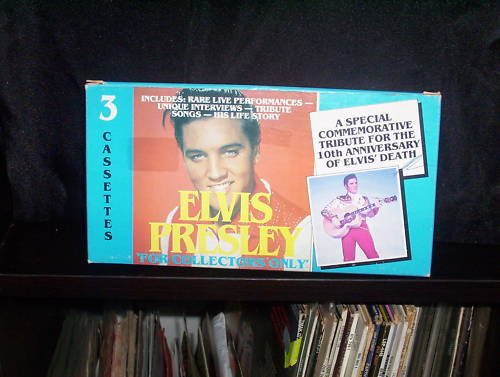 3
CASSETTES
INCLUDES: RARE LIVE PERFORMANCES —
UNIQUE INTERVIEWS — TRIBUTE
SONGS — HIS LIFE STORY
ELVIS
PRESLEY
"FOR COLLECTORS ONLY"
A SPECIAL
COMMEMORATIVE
TRIBUTE FOR THE
10th ANNIVERSARY
OF ELVIS' DEATH